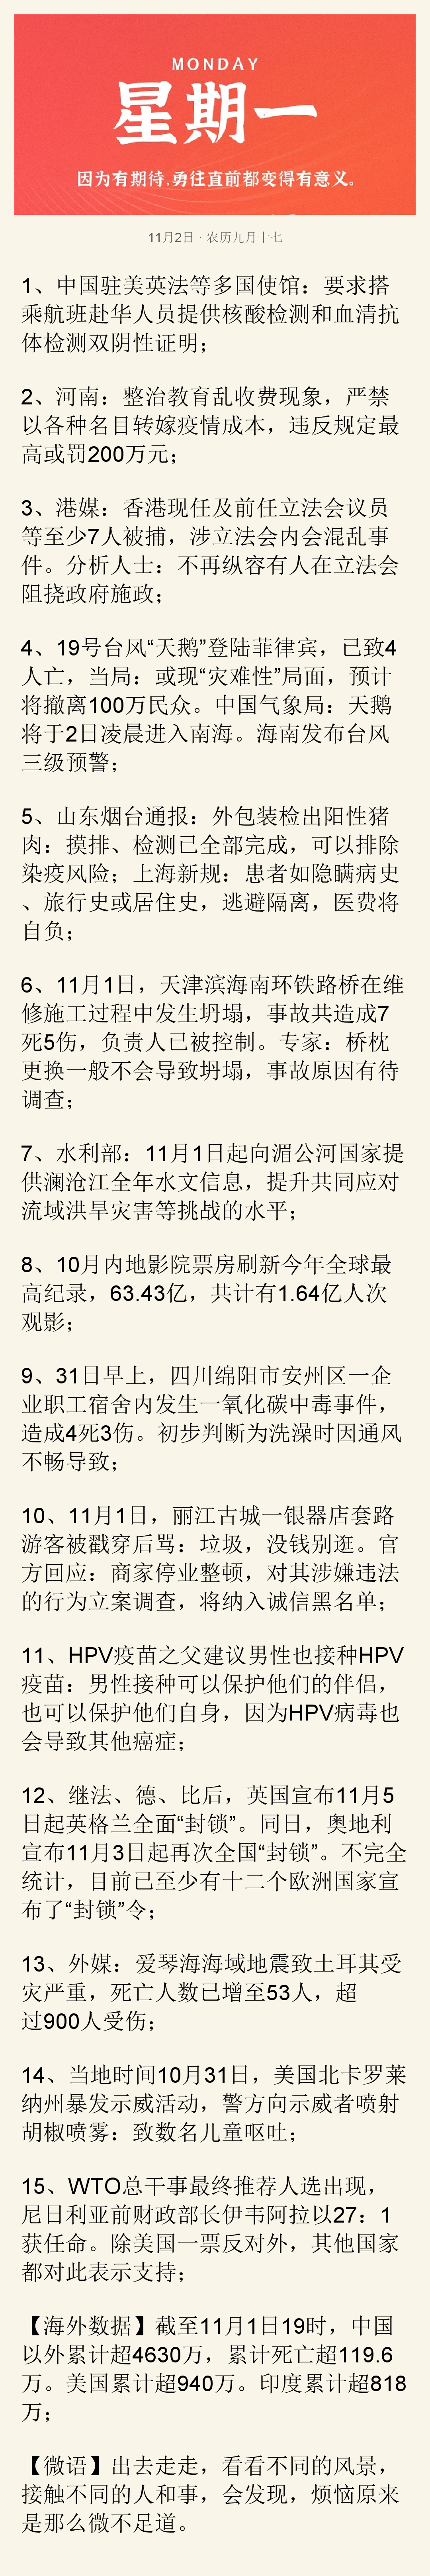 MONDAY
星期一
因为有期待,勇往直前都变得有意义。
11月2日 · 农历九月十七
1、中国驻美英法等多国使馆：要求搭
乘航班赴华人员提供核酸检测和血清抗
体检测双阴性证明；
2、河南：整治教育乱收费现象，严禁
以各种名目转嫁疫情成本，违反规定最
高或罚200万元；
3、港媒：香港现任及前任立法会议员
等至少7人被捕，涉立法会内会混乱事
件。分析人士：不再纵容有人在立法会
阻挠政府施政；
4、19号台风“天鹅”登陆菲律宾，已致4
人亡，当局：或现“灾难性”局面，预计
将撤离100万民众。中国气象局：天鹅
将于2日凌晨进入南海。海南发布台风
三级预警；
5、山东烟台通报：外包装检出阳性猪
肉：摸排、检测已全部完成，可以排除
染疫风险；上海新规：患者如隐瞒病史
、旅行史或居住史，逃避隔离，医费将
自负；
6、11月1日，天津滨海南环铁路桥在维
修施工过程中发生坍塌，事故共造成7
死5伤，负责人已被控制。专家：桥枕
更换一般不会导致坍塌，事故原因有待
调查；
7、水利部：11月1日起向湄公河国家提
供澜沧江全年水文信息，提升共同应对
流域洪旱灾害等挑战的水平；
8、10月内地影院票房刷新今年全球最
高纪录，63.43亿，共计有1.64亿人次
观影；
9、31日早上，四川绵阳市安州区一企
业职工宿舍内发生一氧化碳中毒事件，
造成4死3伤。初步判断为洗澡时因通风
不畅导致；
10、11月1日，丽江古城一银器店套路
游客被戳穿后骂：垃圾，没钱别逛。官
方回应：商家停业整顿，对其涉嫌违法
的行为立案调查，将纳入诚信黑名单；
11、HPV疫苗之父建议男性也接种HPV
疫苗：男性接种可以保护他们的伴侣，
也可以保护他们自身，因为HPV病毒也
会导致其他癌症；
12、继法、德、比后，英国宣布11月5
日起英格兰全面“封锁”。同日，奥地利
宣布11月3日起再次全国“封锁”。不完全
统计，目前已至少有十二个欧洲国家宣
布了“封锁”令；
13、外媒：爱琴海海域地震致土耳其受
灾严重，死亡人数已增至53人，超
过900人受伤；
14、当地时间10月31日，美国北卡罗莱
纳州暴发示威活动，警方向示威者喷射
胡椒喷雾：致数名儿童呕吐；
15、WTO总干事最终推荐人选出现，
尼日利亚前财政部长伊韦阿拉以27：1
获任命。除美国一票反对外，其他国家
都对此表示支持；
【海外数据】截至11月1日19时，中国
以外累计超4630万，累计死亡超119.6
万。美国累计超940万。印度累计超818
万；
【微语】出去走走，看看不同的风景，
接触不同的人和事，会发现，烦恼原来
是那么微不足道。